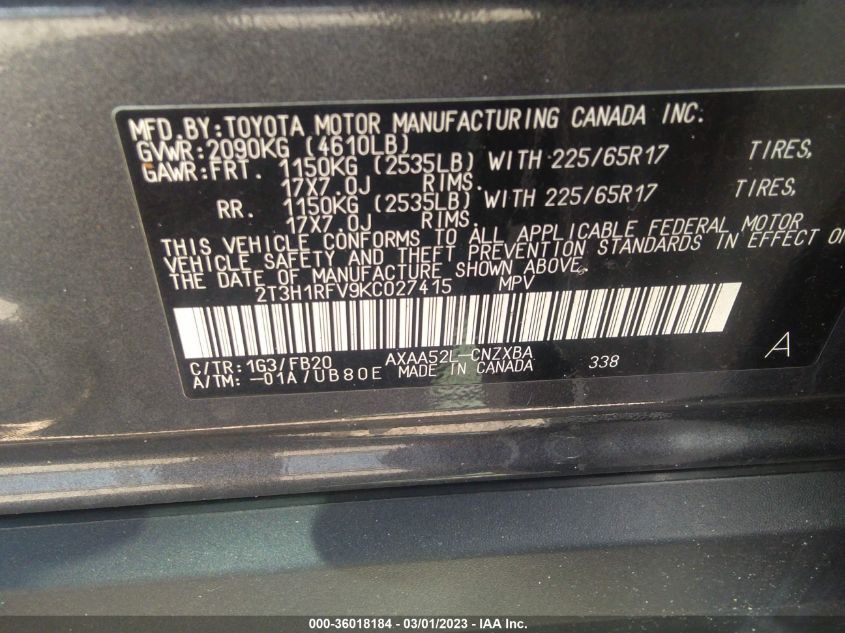 MFD. BY: TOYOTA MOTOR MANUFACTURING CANADA INC.
GVWR: 2090KG (4610LB)
GAWR: FRT. 1150KG (2535LB) WITH 225/65R17 TIRES,
17X7.0J RIMS.
RR. 1150KG (2535LB) WITH 225/65R17 TIRES,
17X7.0J RIMS.
THIS VEHICLE CONFORMS TO ALL APPLICABLE FEDERAL MOTOR
VEHICLE SAFETY AND THEFT PREVENTION STANDARDS IN EFFECT ON
THE DATE OF MANUFACTURE SHOWN ABOVE.
2T3H1RFV9KC027415 MPV
C/TR: 1G3/FB20 AXAA52L-CNZXBA
A/TM: -01A/UB80E MADE IN CANADA 338 A
000-36018184 - 03/01/2023 - IAA Inc.